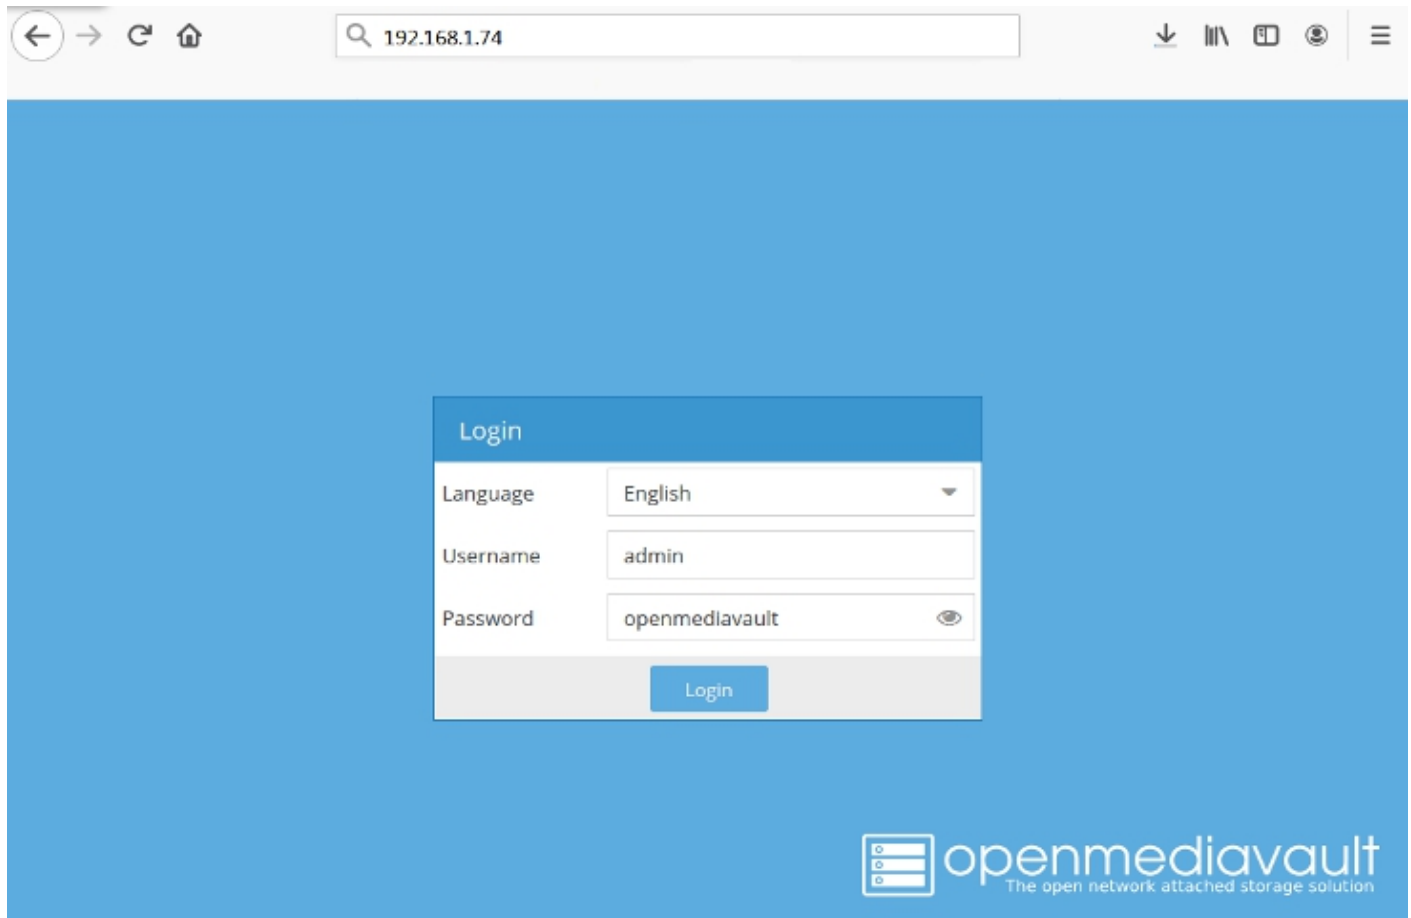 192.168.1.74
Login
Language English
Username admin
Password openmediavault
Login
openmediavault
The open network attached storage solution